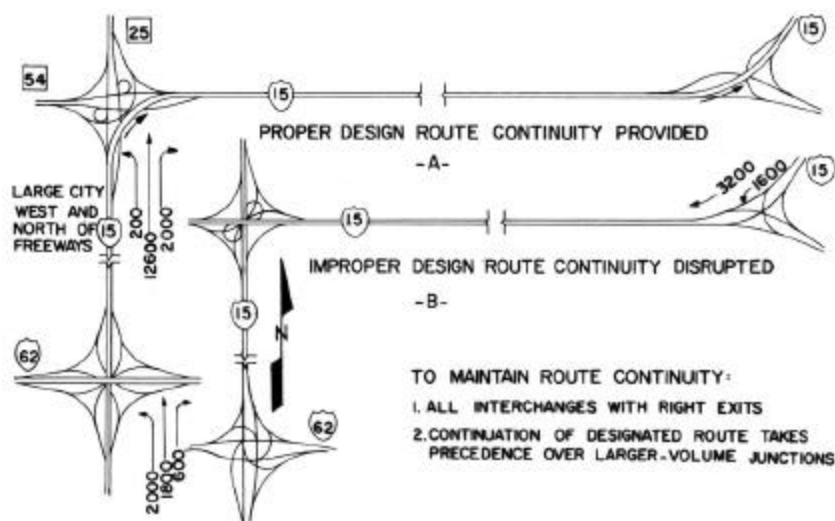 25
15
54
15
PROPER DESIGN ROUTE CONTINUITY PROVIDED
-A-
LARGE CITY
WEST AND
NORTH OF
FREEWAYS
15
200
12600
2000
3200
1600
15
15
IMPROPER DESIGN ROUTE CONTINUITY DISRUPTED
-B-
15
N
62
TO MAINTAIN ROUTE CONTINUITY:
1. ALL INTERCHANGES WITH RIGHT EXITS
2. CONTINUATION OF DESIGNATED ROUTE TAKES
PRECEDENCE OVER LARGER-VOLUME JUNCTIONS
62
2000
1800
600